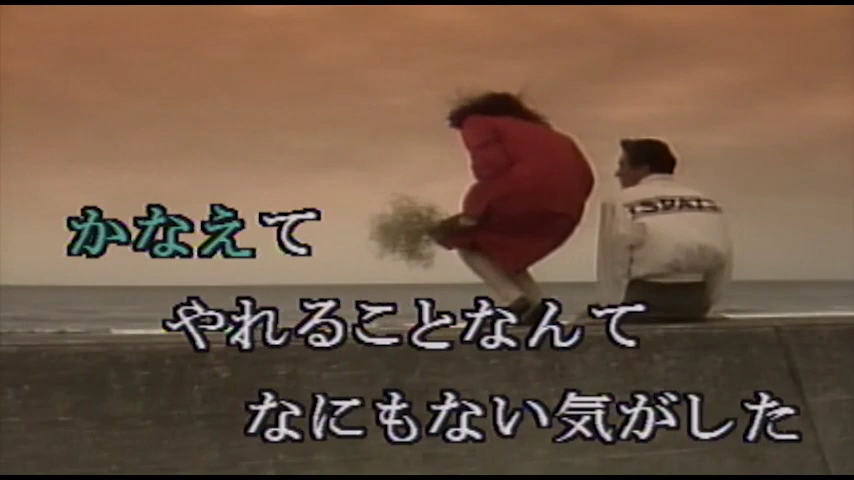 かなえて
やれることなんて
なにもない気がした